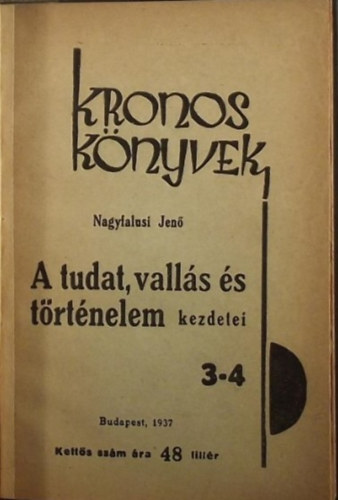 KRONOS
KÖNYVEK
Nagyfalusi Jenő
A tudat, vallás és
történelem kezdetei
3-4
Budapest, 1937
Kettős szám ára 48 fillér